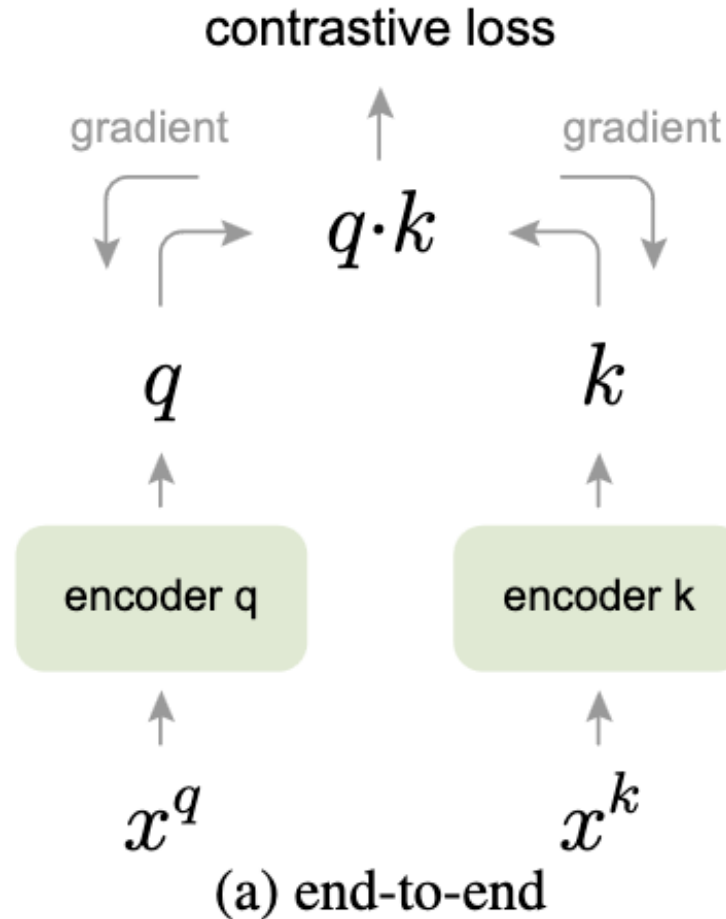 contrastive loss
gradient gradient
q·k
q k
encoder q encoder k
x^q x^k
(a) end-to-end